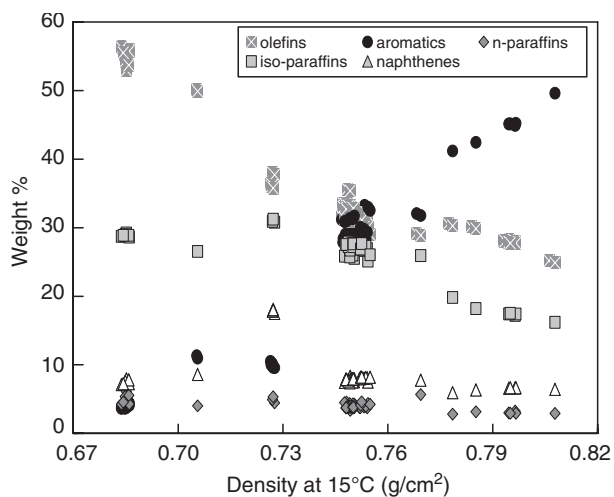 60
50
40
30
20
10
0
Weight %
olefins aromatics n-paraffins
iso-paraffins naphthenes
0.67 0.70 0.73 0.76 0.79 0.82
Density at 15°C (g/cm²)